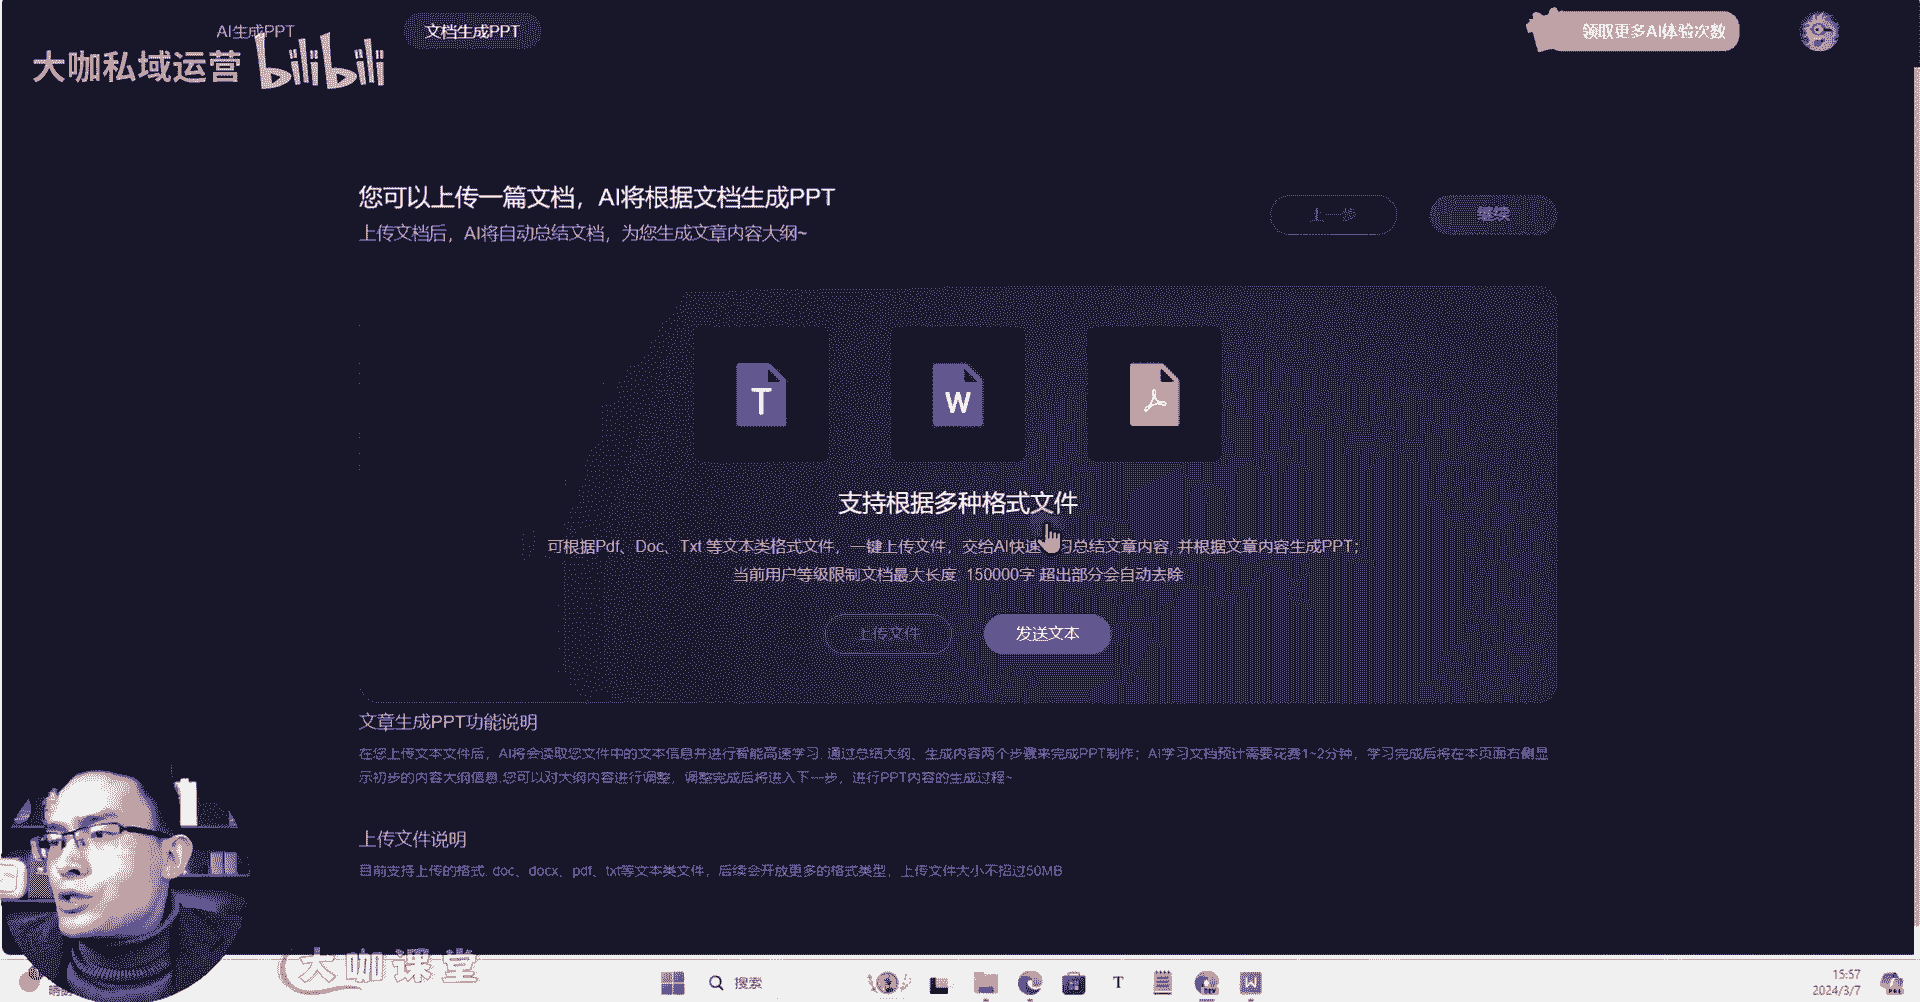 AI生成PPT
文档生成PPT
领取更多AI体验次数
大咖私域运营
bilibili
您可以上传一篇文档，AI将根据文档生成PPT
上传文档后，AI将自动总结文档，为您生成文章内容大纲~
上一步
继续
T
W
支持根据多种格式文件
可根据Pdf、Doc、Txt 等文本类格式文件，一键上传文件，交给AI快速 习总结文章内容, 并根据文章内容生成PPT；
当前用户等级限制文档最大长度: 150000字 超出部分会自动去除
上传文件
发送文本
文章生成PPT功能说明
在您上传文本文件后，AI将会读取您文件中的文本信息并进行智能高速学习. 通过总结大纲、生成内容两个步骤来完成PPT制作；AI学习文档预计需要花费1~2分钟，学习完成后将在本页面右侧显
示初步的内容大纲信息.您可以对大纲内容进行调整，调整完成后将进入下一步，进行PPT内容的生成过程~
上传文件说明
目前支持上传的格式: doc、docx、pdf、txt等文本类文件，后续会开放更多的格式类型，上传文件大小不超过50MB
大咖课堂
搜索
T
DEV
W
15:57
2024/3/7
PRE